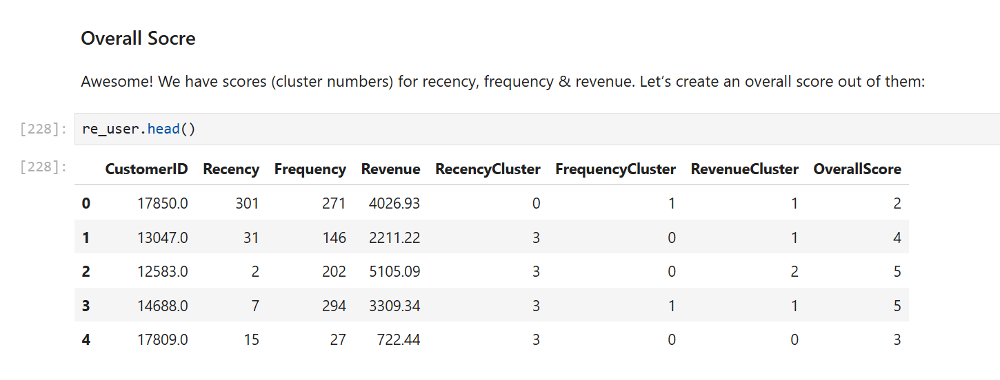 Overall Socre
Awesome! We have scores (cluster numbers) for recency, frequency & revenue. Let’s create an overall score out of them:
[228]: re_user.head()
[228]:
CustomerID Recency Frequency Revenue RecencyCluster FrequencyCluster RevenueCluster OverallScore
0 17850.0 301 271 4026.93 0 1 1 2
1 13047.0 31 146 2211.22 3 0 1 4
2 12583.0 2 202 5105.09 3 0 2 5
3 14688.0 7 294 3309.34 3 1 1 5
4 17809.0 15 27 722.44 3 0 0 3